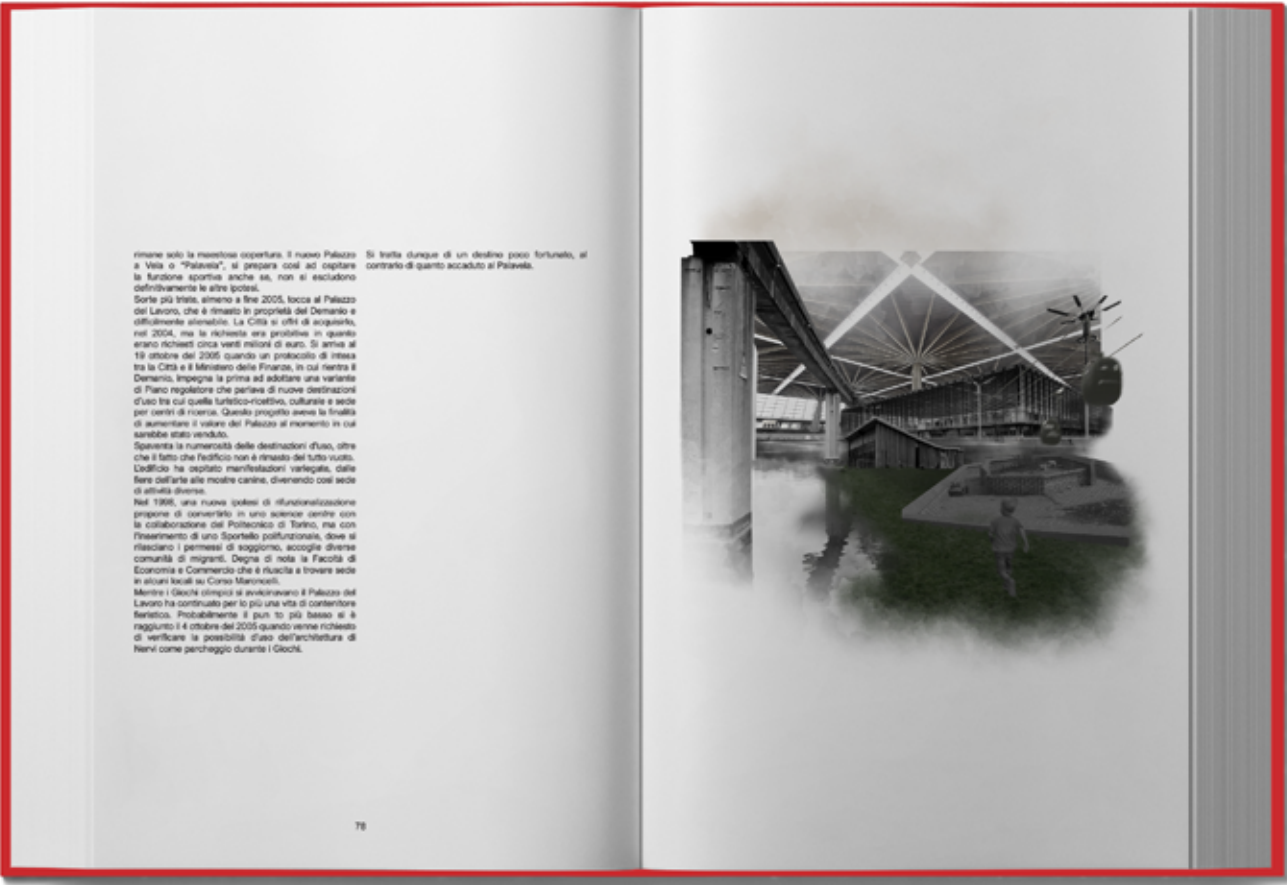 rimane solo la maestosa copertura. Il nuovo Palazzo
a Vela o "Palavela", si prepara così ad ospitare
la funzione sportiva anche se, non si escludono
definitivamente le altre ipotesi.
Sorte più triste, almeno a fine 2005, tocca al Palazzo
del Lavoro, che è rimasto in proprietà del Demanio e
difficilmente alienabile. La Città si offrì di acquisirlo,
nel 2004, ma la richiesta era proibitiva in quanto
erano richiesti circa venti milioni di euro. Si arriva al
19 ottobre del 2005 quando un protocollo di intesa
tra la Città e il Ministero delle Finanze, in cui rientra il
Demanio, impegna la prima ad adottare una variante
di Piano regolatore che parlava di nuove destinazioni
d'uso tra cui quella turistico-ricettivo, culturale e sede
per centri di ricerca. Questo progetto aveva la finalità
di aumentare il valore del Palazzo al momento in cui
sarebbe stato venduto.
Spaventa la numerosità delle destinazioni d'uso, oltre
che il fatto che l'edificio non è rimasto del tutto vuoto.
L'edificio ha ospitato manifestazioni variegate, dalle
fiere dell'arte alle mostre canine, divenendo così sede
di attività diverse.
Nel 1998, una nuova ipotesi di rifunzionalizzazione
propone di convertirlo in uno science centre con
la collaborazione del Politecnico di Torino, ma con
l'inserimento di uno Sportello polifunzionale, dove si
rilasciano i permessi di soggiorno, accoglie diverse
comunità di migranti. Degna di nota la Facoltà di
Economia e Commercio che è riuscita a trovare sede
in alcuni locali su Corso Maroncelli.
Mentre i Giochi olimpici si avvicinavano il Palazzo del
Lavoro ha continuato per lo più una vita di contenitore
fieristico. Probabilmente il pun to più basso si è
raggiunto il 4 ottobre del 2005 quando venne richiesto
di verificare la possibilità d'uso dell'architettura di
Nervi come parcheggio durante i Giochi.
Si tratta dunque di un destino poco fortunato, al
contrario di quanto accaduto al Palavela.
78